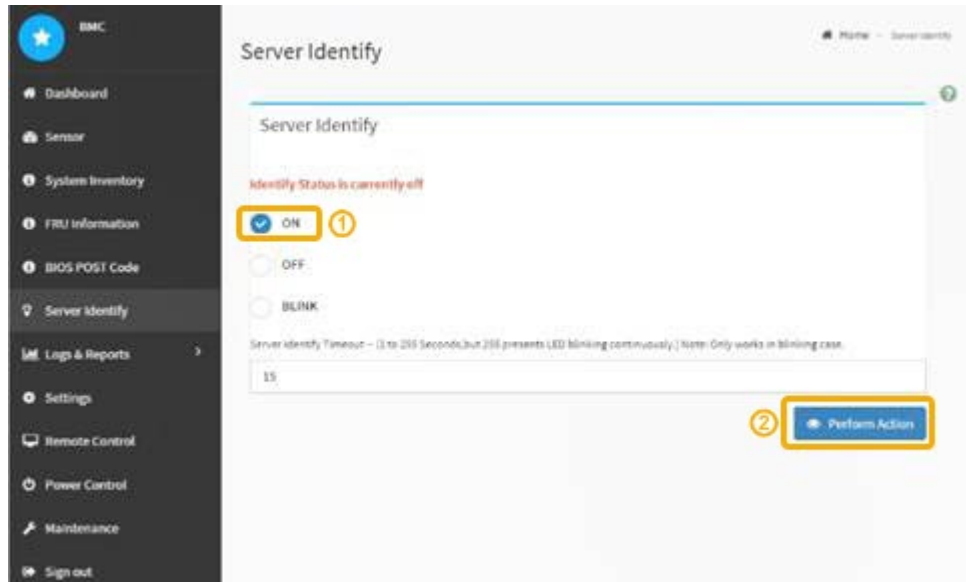 BMC
Home - Server Identify
Server Identify
Dashboard
Sensor
System Inventory
FRU Information
BIOS POST Code
Server Identify
Logs & Reports
Settings
Remote Control
Power Control
Maintenance
Sign out
Server Identify
Identify Status is currently off
ON 1
OFF
BLINK
Server Identify Timeout - (1 to 255 Seconds,but 255 presents LED blinking continuously.) Note: Only works in blinking case.
15
2 Perform Action